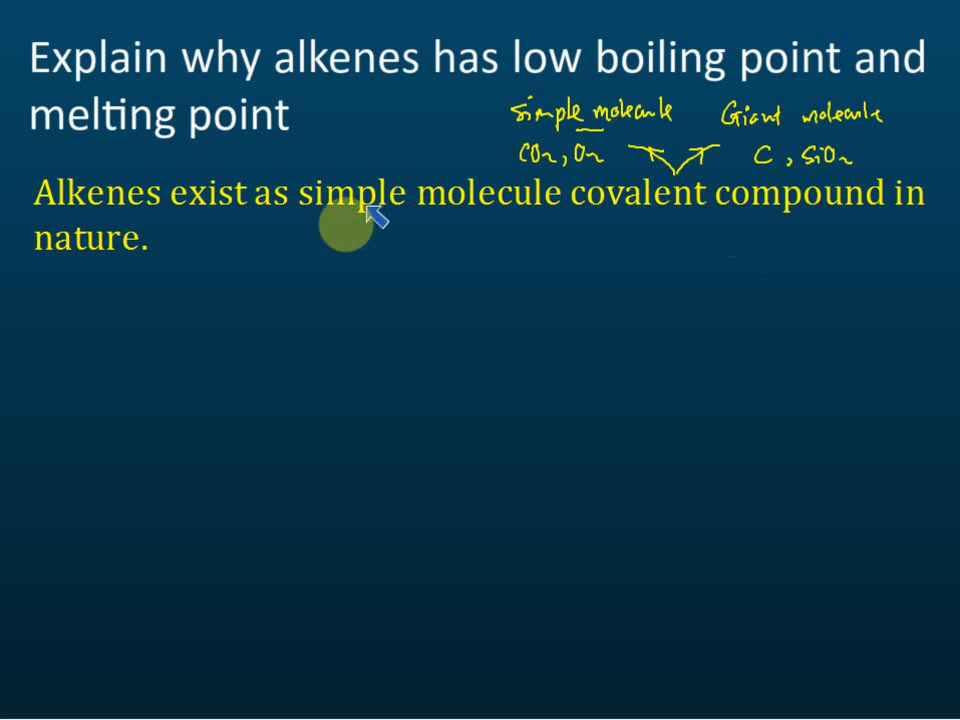 Explain why alkenes has low boiling point and
melting point
Simple molecule Giant molecule
CO₂, O₂ C, SiO₂
Alkenes exist as simple molecule covalent compound in
nature.